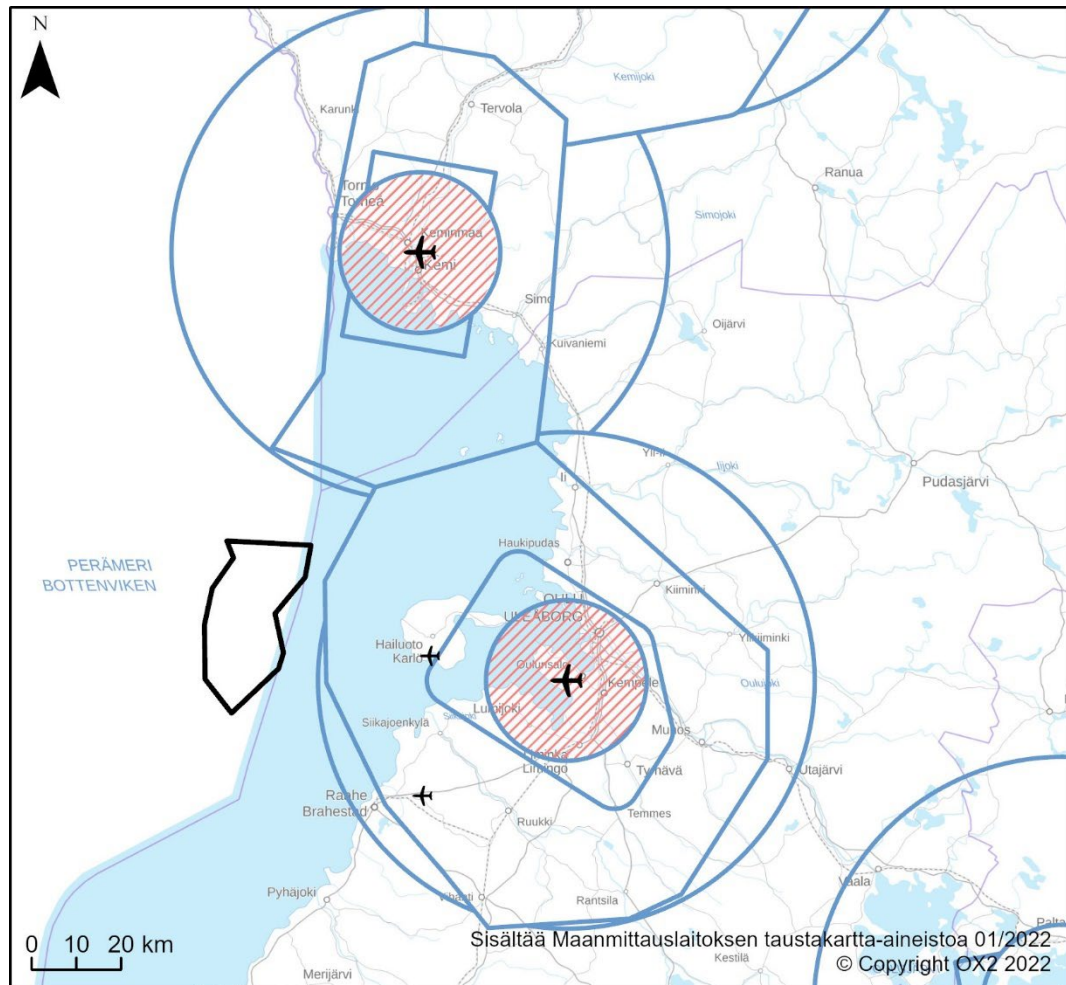 N
Kemijoki
Karunki
Tervola
Ranua
Tornio
Torneå
Simojoki
Keminmaa
Kemi
Simo
Oijärvi
Kuivaniemi
Yli-Ii
Iijoki
Pudasjärvi
Ii
Haukipudas
PERÄMERI
BOTTENVIKEN
Kiiminki
OULU
ULEÅBORG
Hailuoto
Karlö
Yliiiminki
Oulunsalo
Oulujoki
Kempele
Lumijoki
Siikajoenkylä
Siikajoki
Muhos
Liminka
Limingo
Tyrnävä
Utajärvi
Raahe
Brahestad
Ruukki
Temmes
Vaala
Pyhäjoki
Vihanti
Rantsila
Palta
0 10 20 km
Sisältää Maanmittauslaitoksen taustakartta-aineistoa 01/2022
© Copyright OX2 2022
Kestilä
Merijärvi